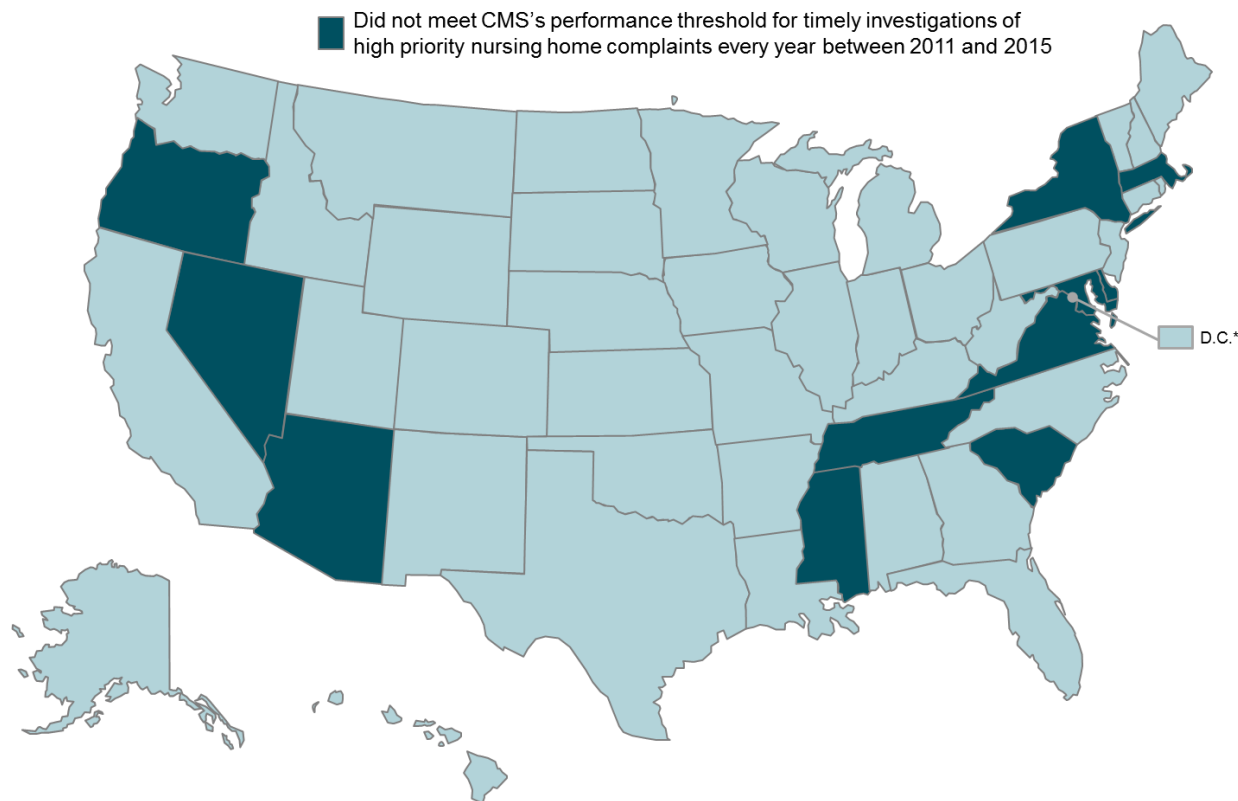 Did not meet CMS’s performance threshold for timely investigations of
high priority nursing home complaints every year between 2011 and 2015
D.C.*